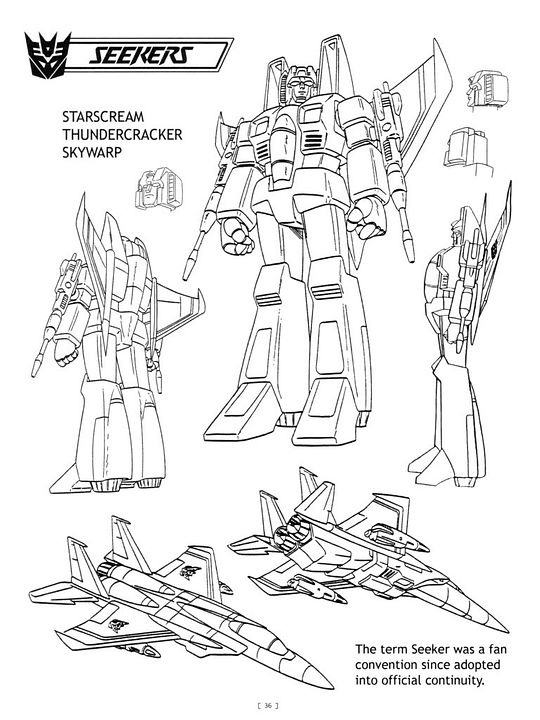 SEEKERS
STARSCREAM
THUNDERCRACKER
SKYWARP
The term Seeker was a fan
convention since adopted
into official continuity.
[ 36 ]